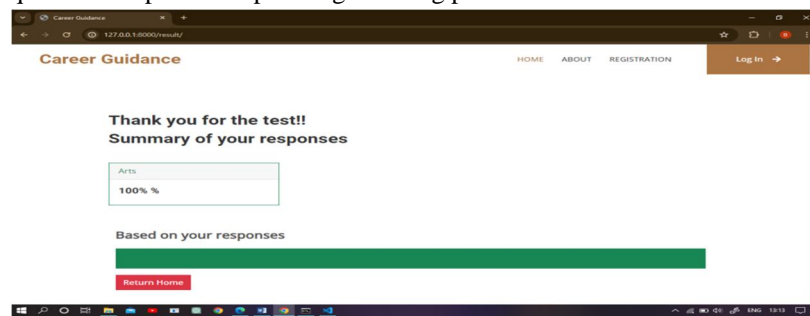 Career Guidance
127.0.0.1:8000/result/
Career Guidance
HOME ABOUT REGISTRATION Log In →
Thank you for the test!!
Summary of your responses
Arts
100% %
Based on your responses
Return Home
ENG 13:13